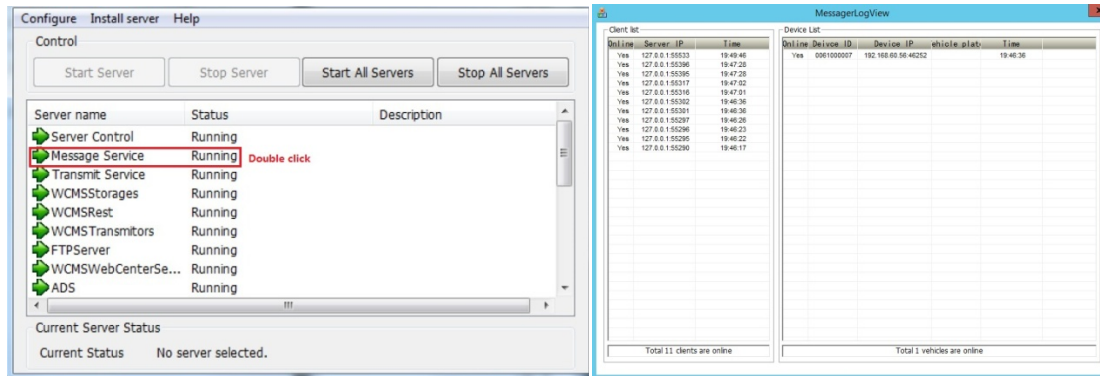 Configure Install server Help
Control
Start Server Stop Server Start All Servers Stop All Servers
Server name Status Description
Server Control Running
Message Service Running Double click
Transmit Service Running
WCMSStorages Running
WCMSRest Running
WCMSTransmitors Running
FTPServer Running
WCMSWebCenterSe... Running
ADS Running
Current Server Status
Current Status No server selected.
MessagerLogView
Client list
Online Server IP Time
Yes 127.0.0.1:55533 19:49:46
Yes 127.0.0.1:55396 19:47:28
Yes 127.0.0.1:55395 19:47:28
Yes 127.0.0.1:55317 19:47:02
Yes 127.0.0.1:55316 19:47:01
Yes 127.0.0.1:55302 19:46:36
Yes 127.0.0.1:55301 19:46:36
Yes 127.0.0.1:55297 19:46:26
Yes 127.0.0.1:55296 19:46:23
Yes 127.0.0.1:55295 19:46:22
Yes 127.0.0.1:55290 19:46:17
Total 11 clients are online
Device List
Online Deivce ID Device IP ehicle plat Time
Yes 0061000007 192.168.60.56:46252 19:46:36
Total 1 vehicles are online